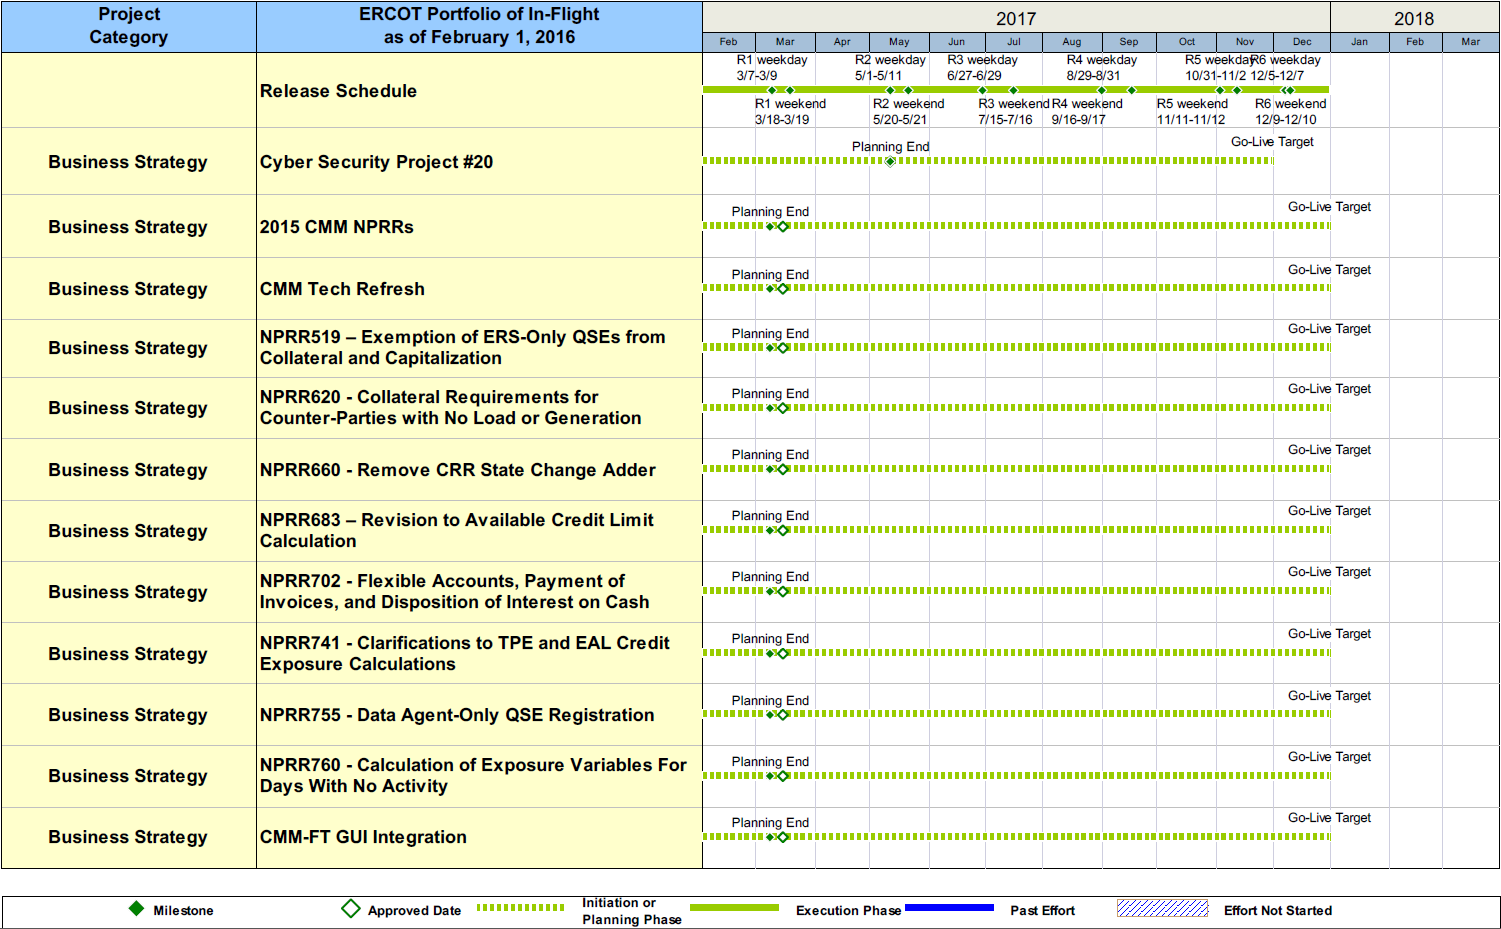 Project
Category
ERCOT Portfolio of In-Flight
as of February 1, 2016
2017
2018
Feb Mar Apr May Jun Jul Aug Sep Oct Nov Dec Jan Feb Mar
Release Schedule
R1 weekday R2 weekday R3 weekday R4 weekday R5 weekday R6 weekday
3/7-3/9 5/1-5/11 6/27-6/29 8/29-8/31 10/31-11/2 12/5-12/7
R1 weekend R2 weekend R3 weekend R4 weekend R5 weekend R6 weekend
3/18-3/19 5/20-5/21 7/15-7/16 9/16-9/17 11/11-11/12 12/9-12/10
Business Strategy
Cyber Security Project #20
Planning End
Go-Live Target
Business Strategy
2015 CMM NPRRs
Planning End
Go-Live Target
Business Strategy
CMM Tech Refresh
Planning End
Go-Live Target
Business Strategy
NPRR519 – Exemption of ERS-Only QSEs from
Collateral and Capitalization
Planning End
Go-Live Target
Business Strategy
NPRR620 - Collateral Requirements for
Counter-Parties with No Load or Generation
Planning End
Go-Live Target
Business Strategy
NPRR660 - Remove CRR State Change Adder
Planning End
Go-Live Target
Business Strategy
NPRR683 – Revision to Available Credit Limit
Calculation
Planning End
Go-Live Target
Business Strategy
NPRR702 - Flexible Accounts, Payment of
Invoices, and Disposition of Interest on Cash
Planning End
Go-Live Target
Business Strategy
NPRR741 - Clarifications to TPE and EAL Credit
Exposure Calculations
Planning End
Go-Live Target
Business Strategy
NPRR755 - Data Agent-Only QSE Registration
Planning End
Go-Live Target
Business Strategy
NPRR760 - Calculation of Exposure Variables For
Days With No Activity
Planning End
Go-Live Target
Business Strategy
CMM-FT GUI Integration
Planning End
Go-Live Target
Milestone
Approved Date
Initiation or
Planning Phase
Execution Phase
Past Effort
Effort Not Started